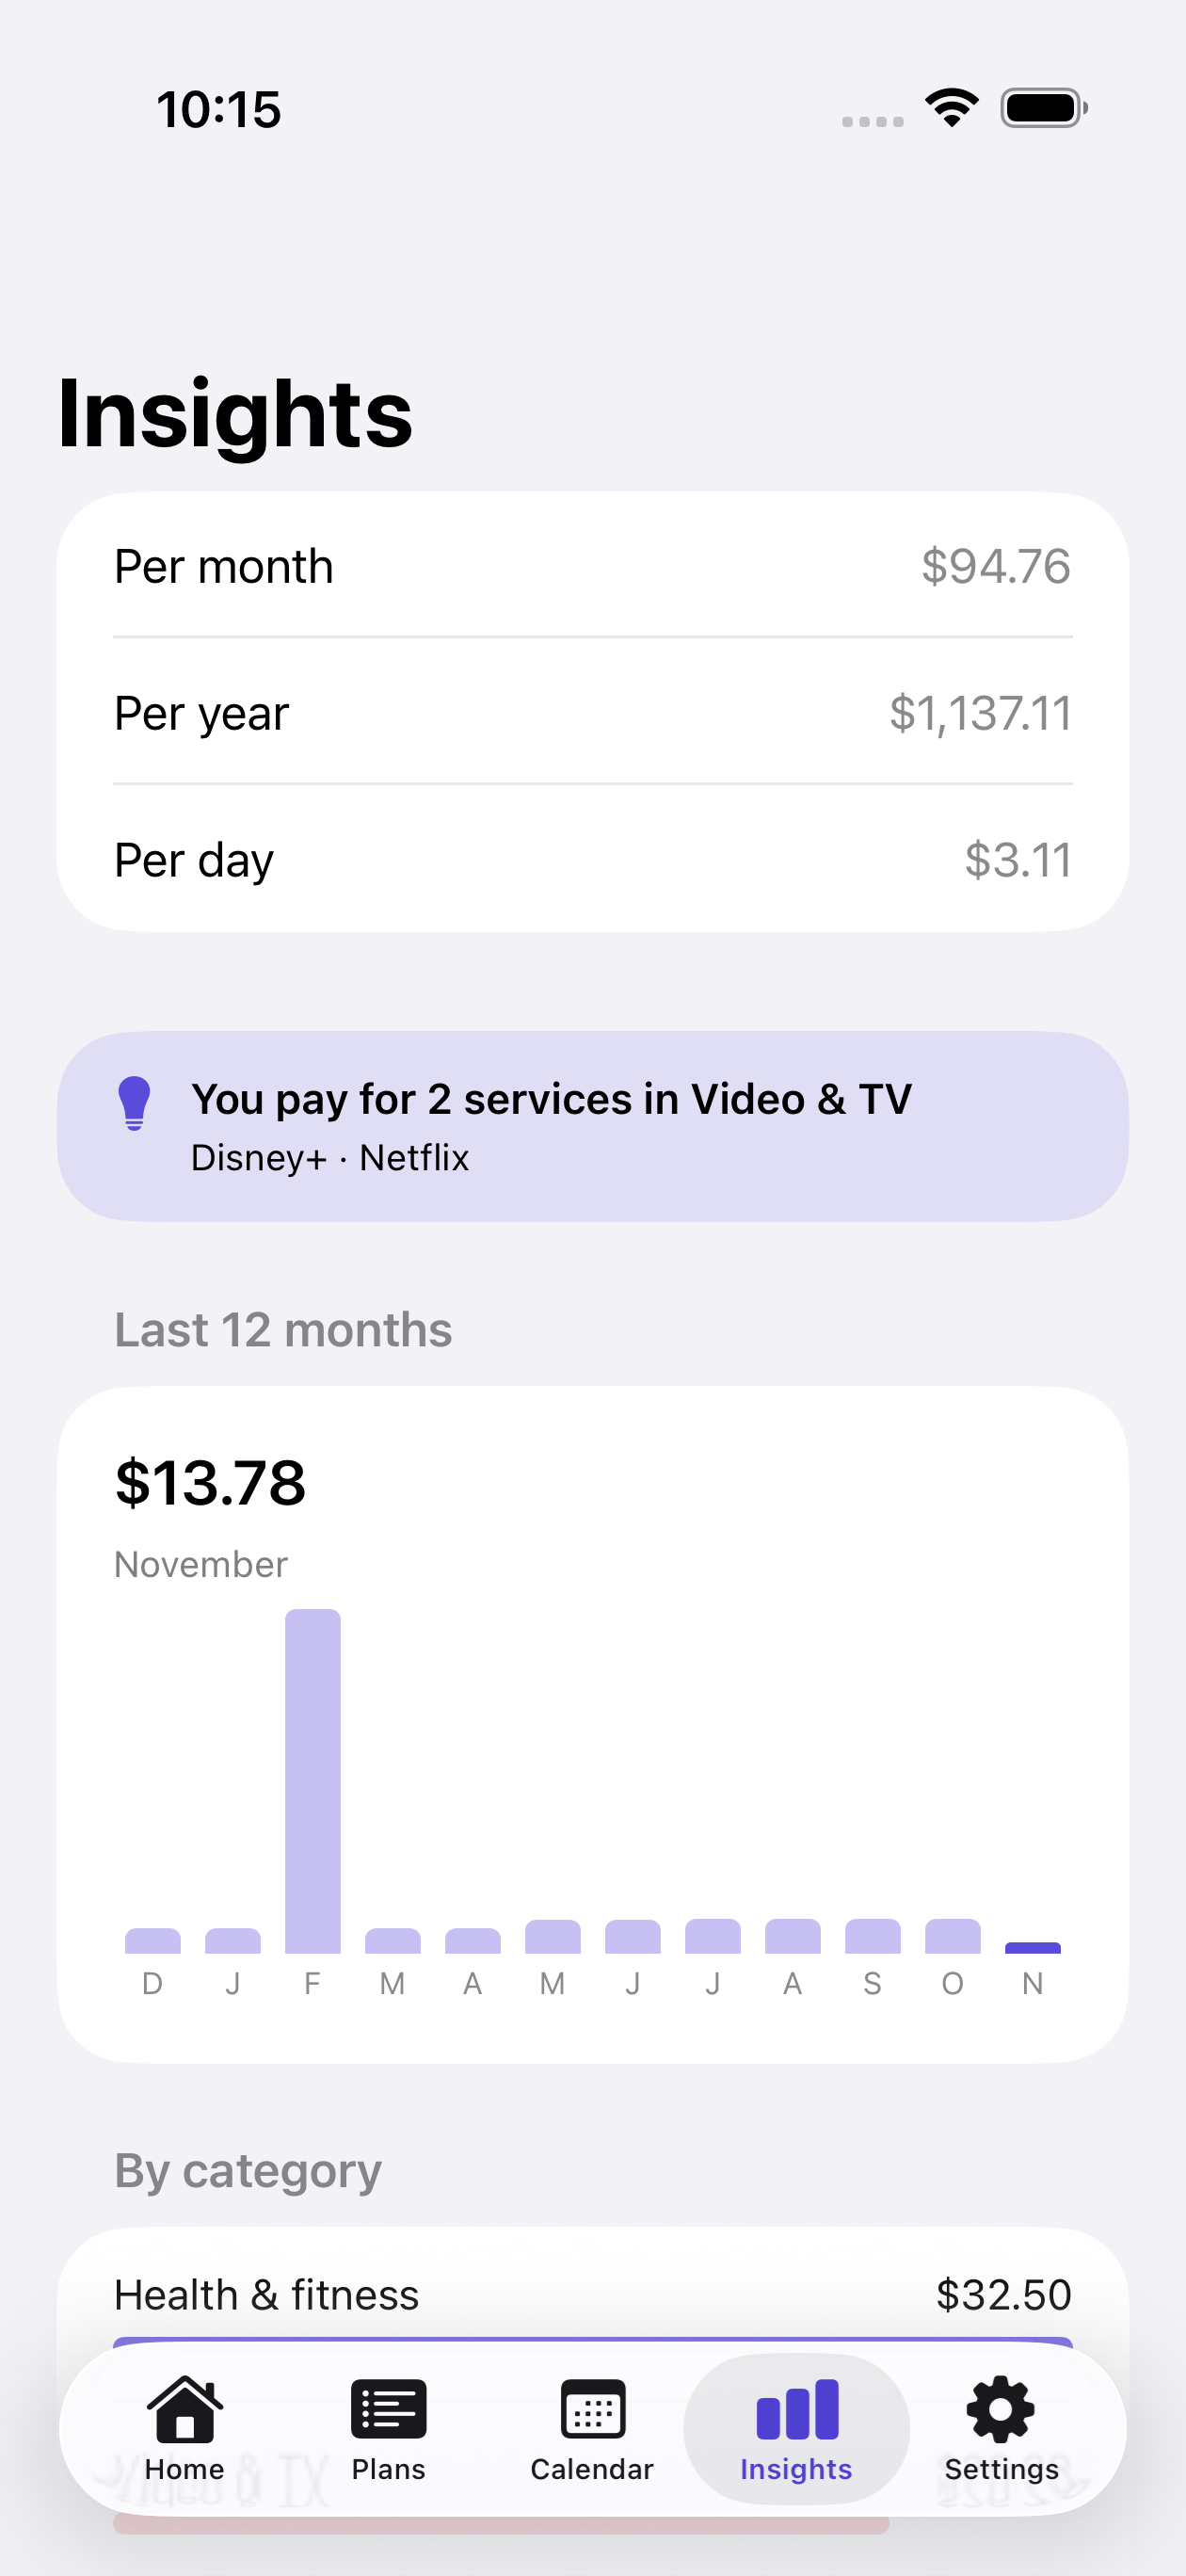 10:15
Insights
Per month $94.76
Per year $1,137.11
Per day $3.11
You pay for 2 services in Video & TV
Disney+ · Netflix
Last 12 months
$13.78
November
D J F M A M J J A S O N
By category
Health & fitness $32.50
Home Plans Calendar Insights Settings